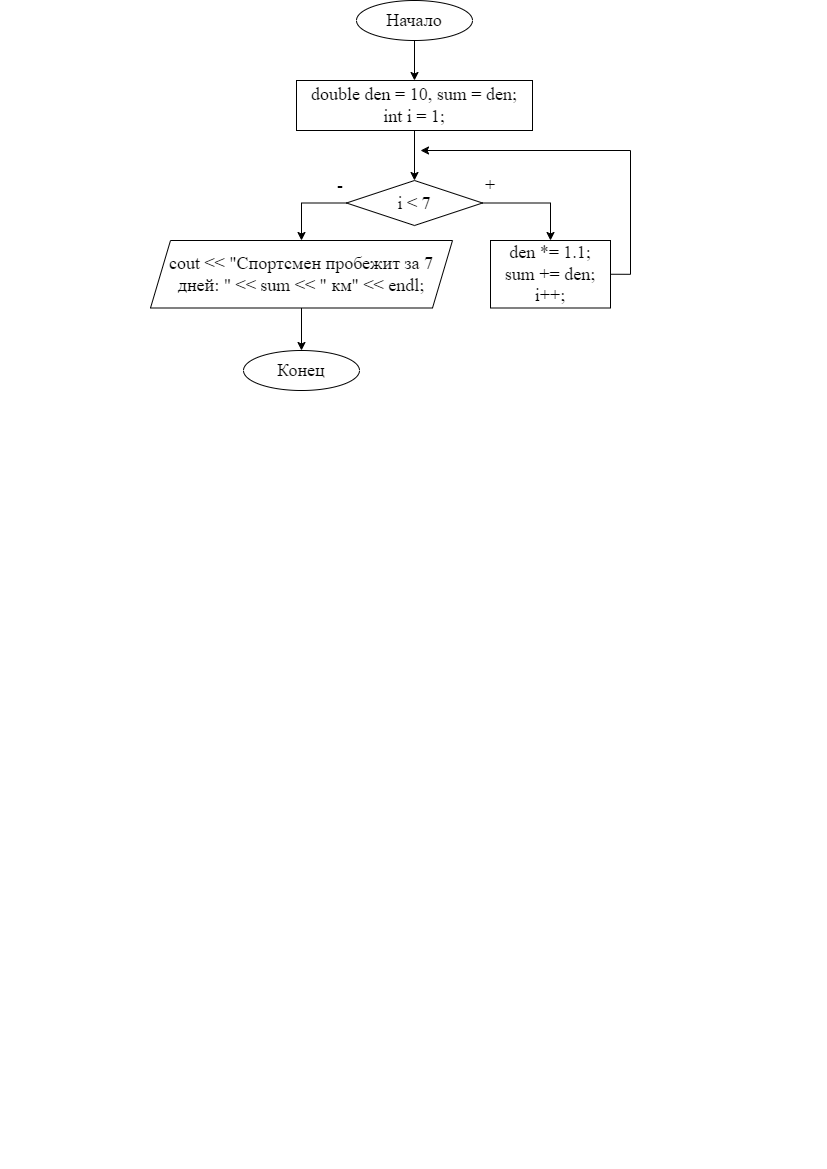 Начало
double den = 10, sum = den;
int i = 1;
-
+
i < 7
cout << "Спортсмен пробежит за 7
дней: " << sum << " км" << endl;
den *= 1.1;
sum += den;
i++;
Конец